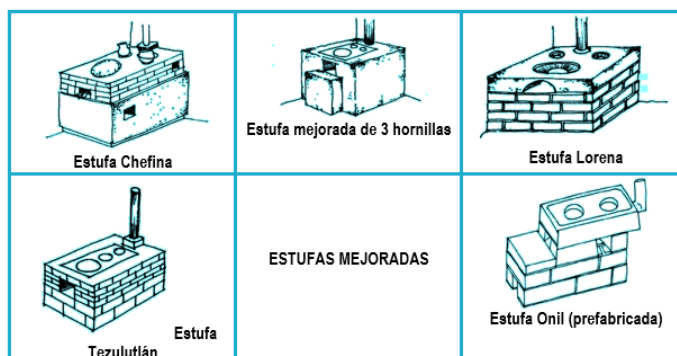 Estufa Chefina
Estufa mejorada de 3 hornillas
Estufa Lorena
Estufa
Tezulutlán
ESTUFAS MEJORADAS
Estufa Onil (prefabricada)